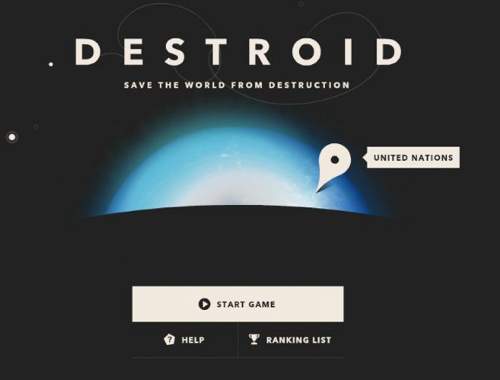 DESTROID
SAVE THE WORLD FROM DESTRUCTION
UNITED NATIONS
START GAME
? HELP
RANKING LIST